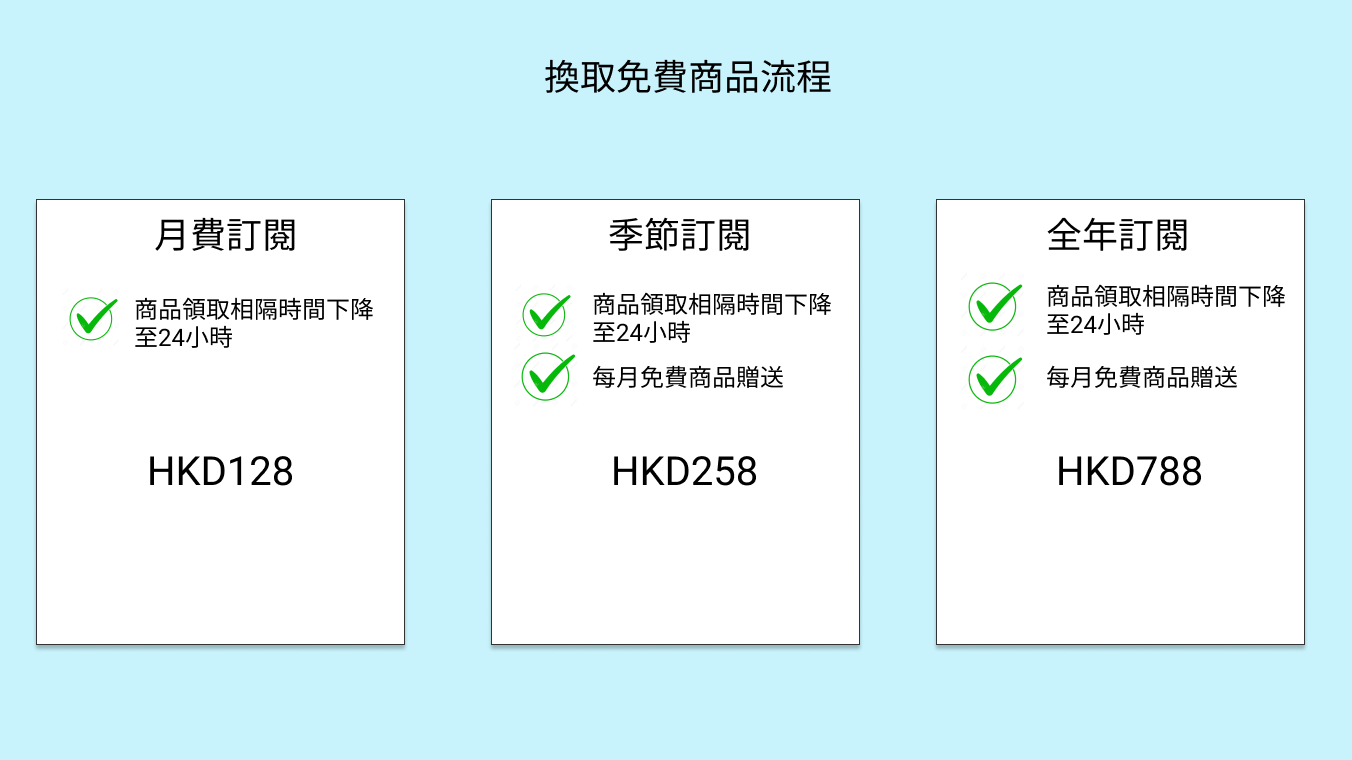 換取免費商品流程
月費訂閱
商品領取相隔時間下降
至24小時
HKD128
季節訂閱
商品領取相隔時間下降
至24小時
每月免費商品贈送
HKD258
全年訂閱
商品領取相隔時間下降
至24小時
每月免費商品贈送
HKD788